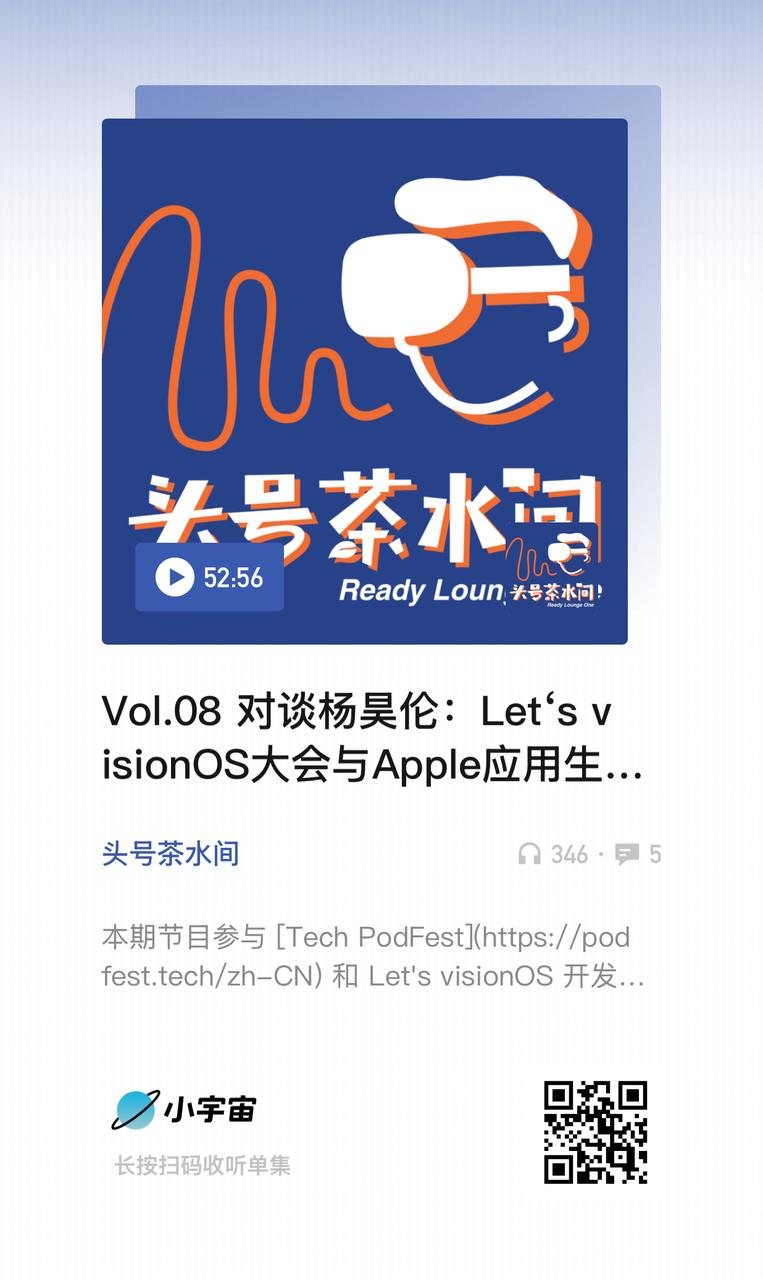 头号茶水间
52:56
Ready Loun
头号茶水间
Ready Lounge One
Vol.08 对谈杨昊伦：Let‘s v
isionOS大会与Apple应用生...
头号茶水间
346 · 5
本期节目参与 [Tech PodFest](https://pod
fest.tech/zh-CN) 和 Let's visionOS 开发...
小宇宙
长按扫码收听单集